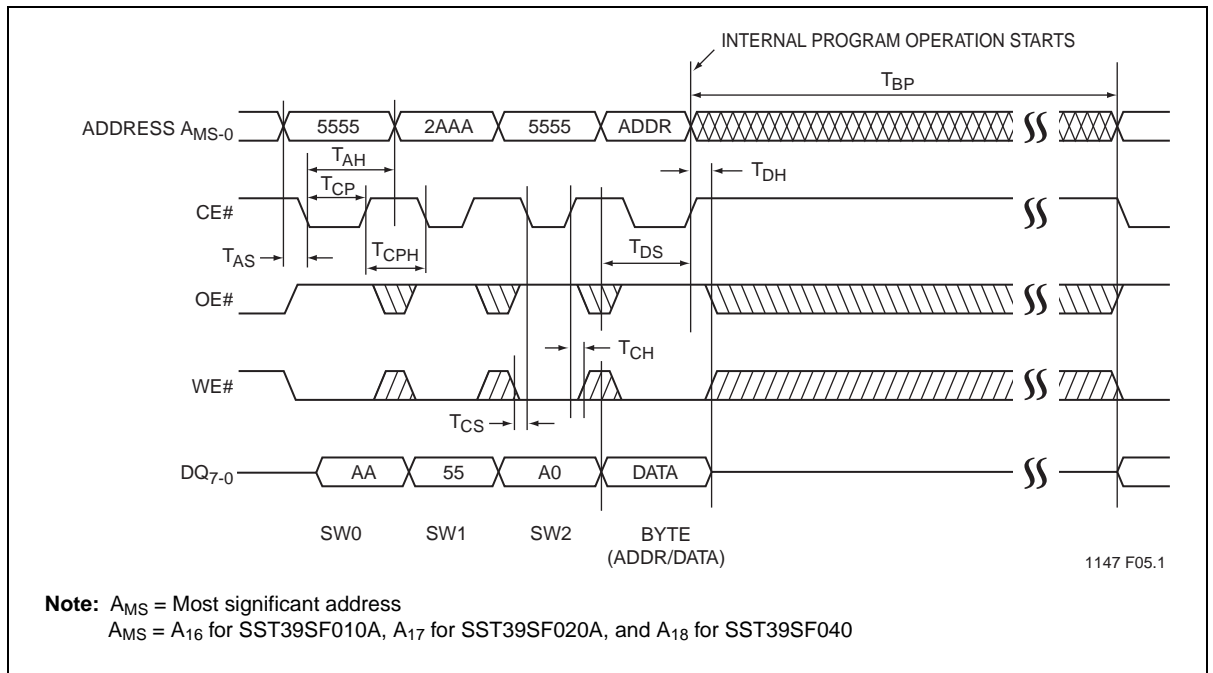 INTERNAL PROGRAM OPERATION STARTS
TBP
ADDRESS AMS-0
5555 2AAA 5555 ADDR
TAH
TDH
TCP
CE#
TAS
TCPH
TDS
OE#
TCH
WE#
TCS
DQ7-0
AA 55 A0 DATA
SW0 SW1 SW2 BYTE
(ADDR/DATA)
1147 F05.1
Note: AMS = Most significant address
AMS = A16 for SST39SF010A, A17 for SST39SF020A, and A18 for SST39SF040